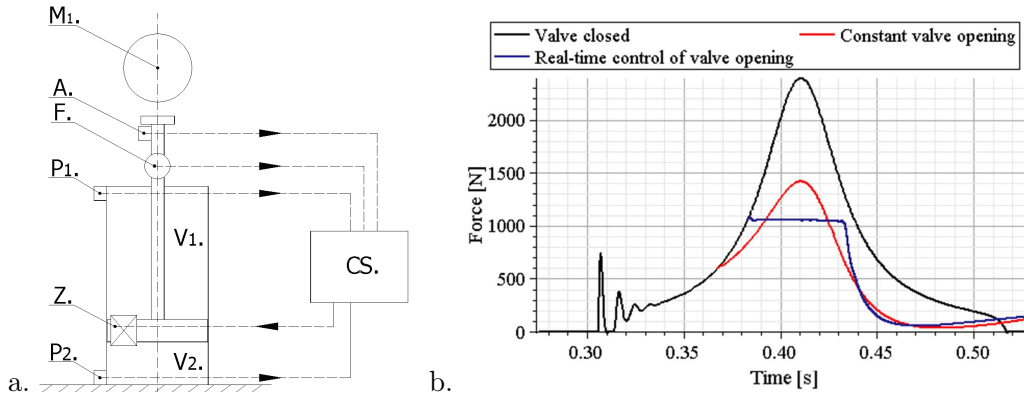 M1.
A.
F.
P1.
V1.
CS.
Z.
P2.
V2.
a.
Valve closed
Constant valve opening
Real-time control of valve opening
Force [N]
2000
1500
1000
500
0
0.30
0.35
0.40
0.45
0.50
Time [s]
b.